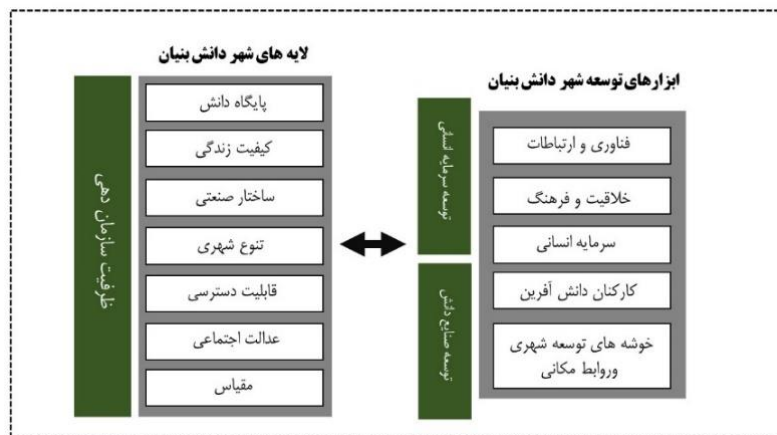 ابزارهای توسعه شهر دانش بنیان
توسعه سرمایه انسانی
توسعه صنایع دانش
فناوری و ارتباطات
خلاقیت و فرهنگ
سرمایه انسانی
کارکنان دانش آفرین
خوشه های توسعه شهری
وروابط مکانی
لایه های شهر دانش بنیان
ظرفیت سازمان دهی
پایگاه دانش
کیفیت زندگی
ساختار صنعتی
تنوع شهری
قابلیت دسترسی
عدالت اجتماعی
مقیاس